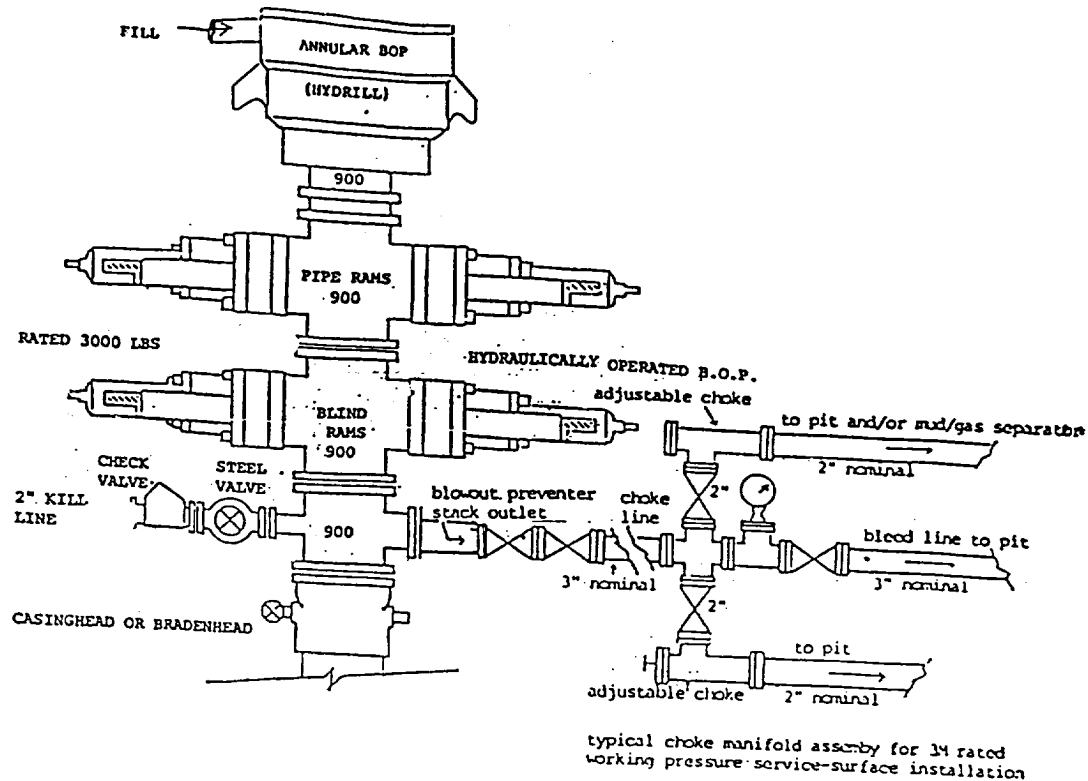 FILL
ANNULAR BOP
(HYDRILL)
900
PIPE RAMS
900
RATED 3000 LBS
HYDRAULICALLY OPERATED B.O.P.
adjustable choke
to pit and/or mud/gas separator
2" nominal
BLIND
RAMS
900
CHECK
VALVE
STEEL
VALVE
2" KILL
LINE
blowout preventer
stack outlet
choke
line
2"
900
bleed line to pit
3" nominal
3" nominal
2"
CASINGHEAD OR BRADENHEAD
to pit
adjustable choke
2" nominal
typical choke manifold assemby for 3M rated
working pressure service-surface installation